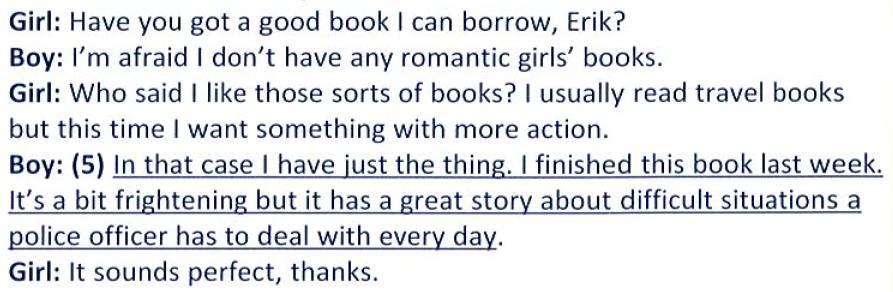 Girl: Have you got a good book I can borrow, Erik?
Boy: I'm afraid I don't have any romantic girls' books.
Girl: Who said I like those sorts of books? I usually read travel books
but this time I want something with more action.
Boy: (5) In that case I have just the thing. I finished this book last week.
It's a bit frightening but it has a great story about difficult situations a
police officer has to deal with every day.
Girl: It sounds perfect, thanks.